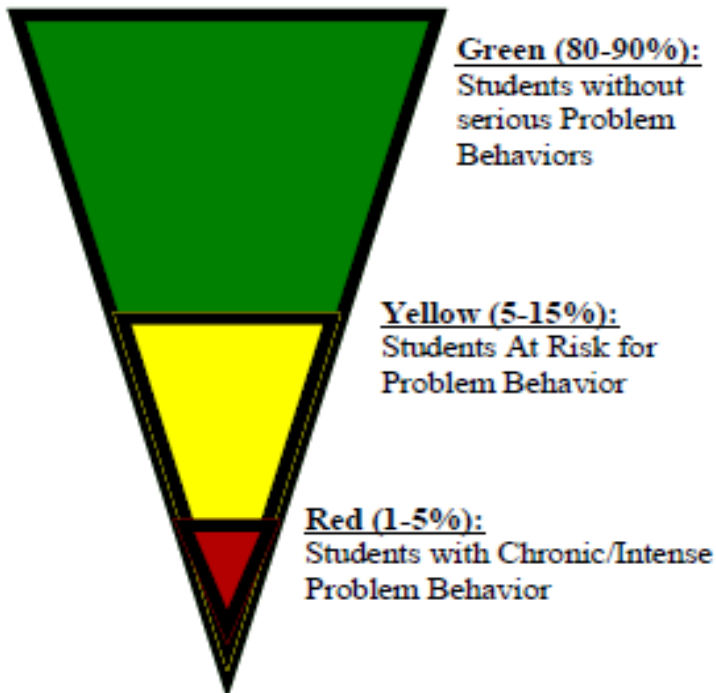 Green (80-90%):
Students without
serious Problem
Behaviors
Yellow (5-15%):
Students At Risk for
Problem Behavior
Red (1-5%):
Students with Chronic/Intense
Problem Behavior